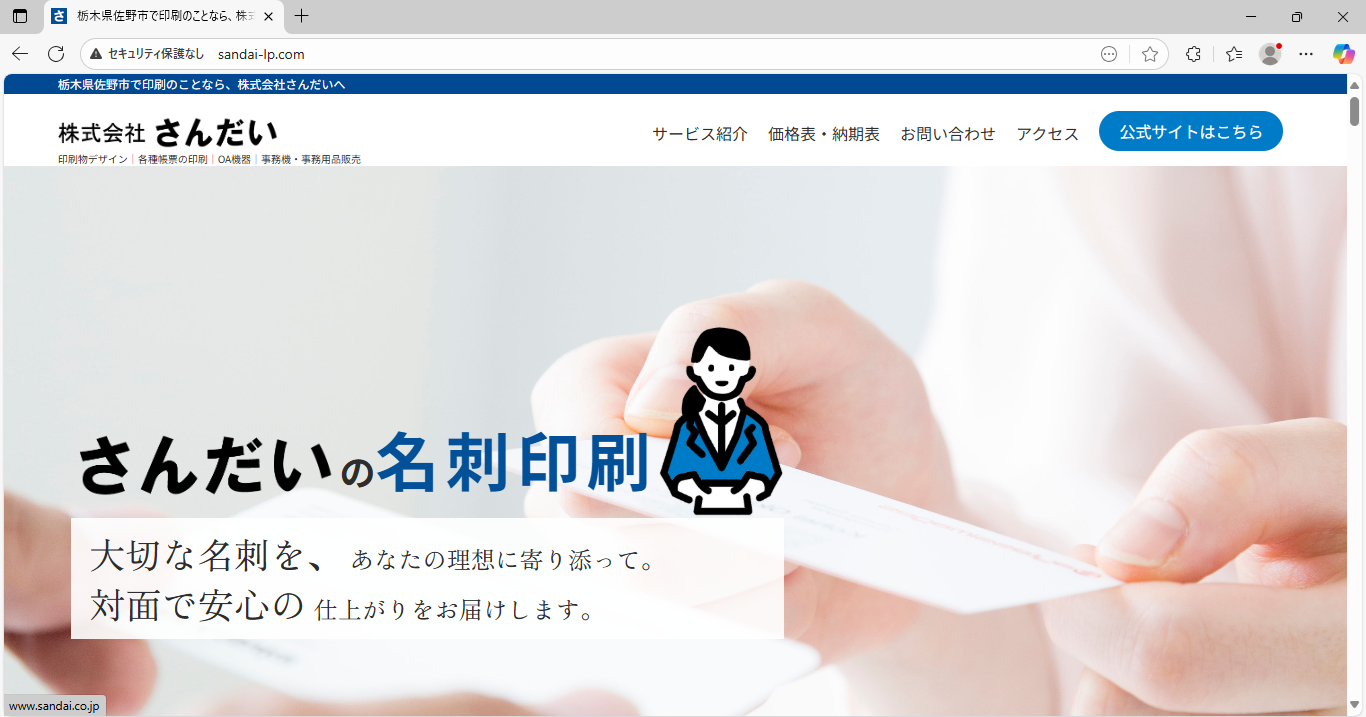 栃木県佐野市で印刷のことなら、株式
セキュリティ保護なし sandai-lp.com
栃木県佐野市で印刷のことなら、株式会社さんだいへ
株式会社 さんだい
印刷物デザイン｜各種帳票の印刷｜OA機器｜事務機・事務用品販売
サービス紹介 価格表・納期表 お問い合わせ アクセス 公式サイトはこちら
さんだいの名刺印刷
大切な名刺を、 あなたの理想に寄り添って。
対面で安心の 仕上がりをお届けします。
www.sandai.co.jp